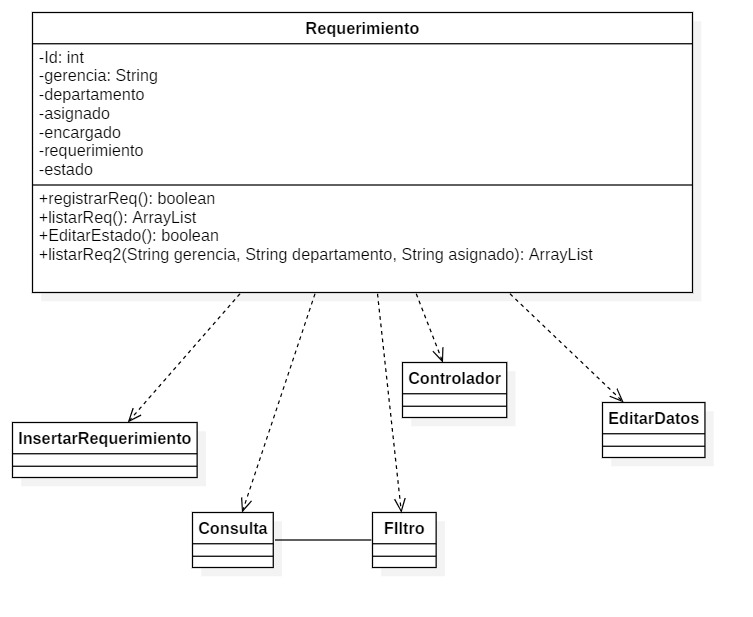 Requerimiento
-Id: int
-gerencia: String
-departamento
-asignado
-encargado
-requerimiento
-estado
+registrarReq(): boolean
+listarReq(): ArrayList
+EditarEstado(): boolean
+listarReq2(String gerencia, String departamento, String asignado): ArrayList
Controlador
EditarDatos
InsertarRequerimiento
Consulta
FIltro